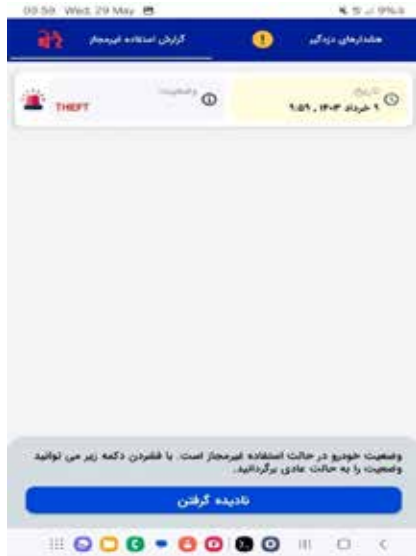 09:59 Wed, 29 May
هشدارهای دزدگیر
گزارش استفاده غیرمجاز
تاریخ
۹ خرداد ۱۴۰۳ , ۹:۵۹
وضعیت
THEFT
وضعیت خودرو در حالت استفاده غیرمجاز است. با فشردن دکمه زیر می توانید
وضعیت را به حالت عادی برگردانید.
نادیده گرفتن